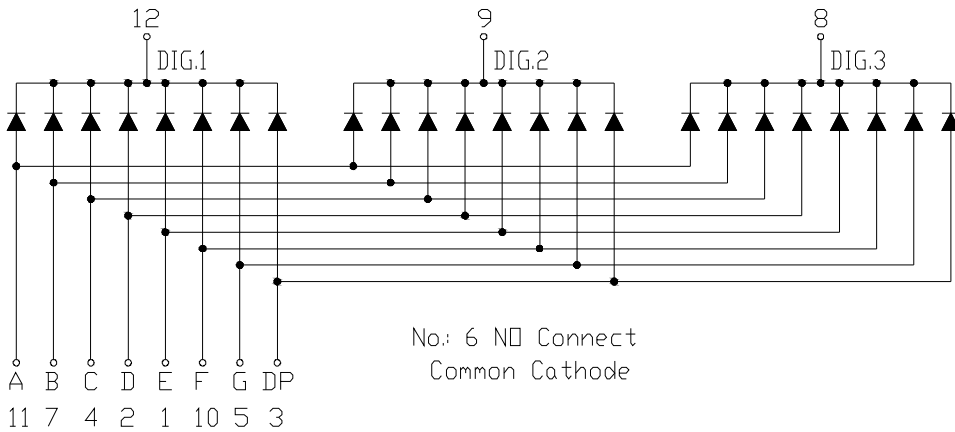 12 9 8
DIG.1 DIG.2 DIG.3
No.: 6 NO Connect
Common Cathode
A B C D E F G DP
11 7 4 2 1 10 5 3